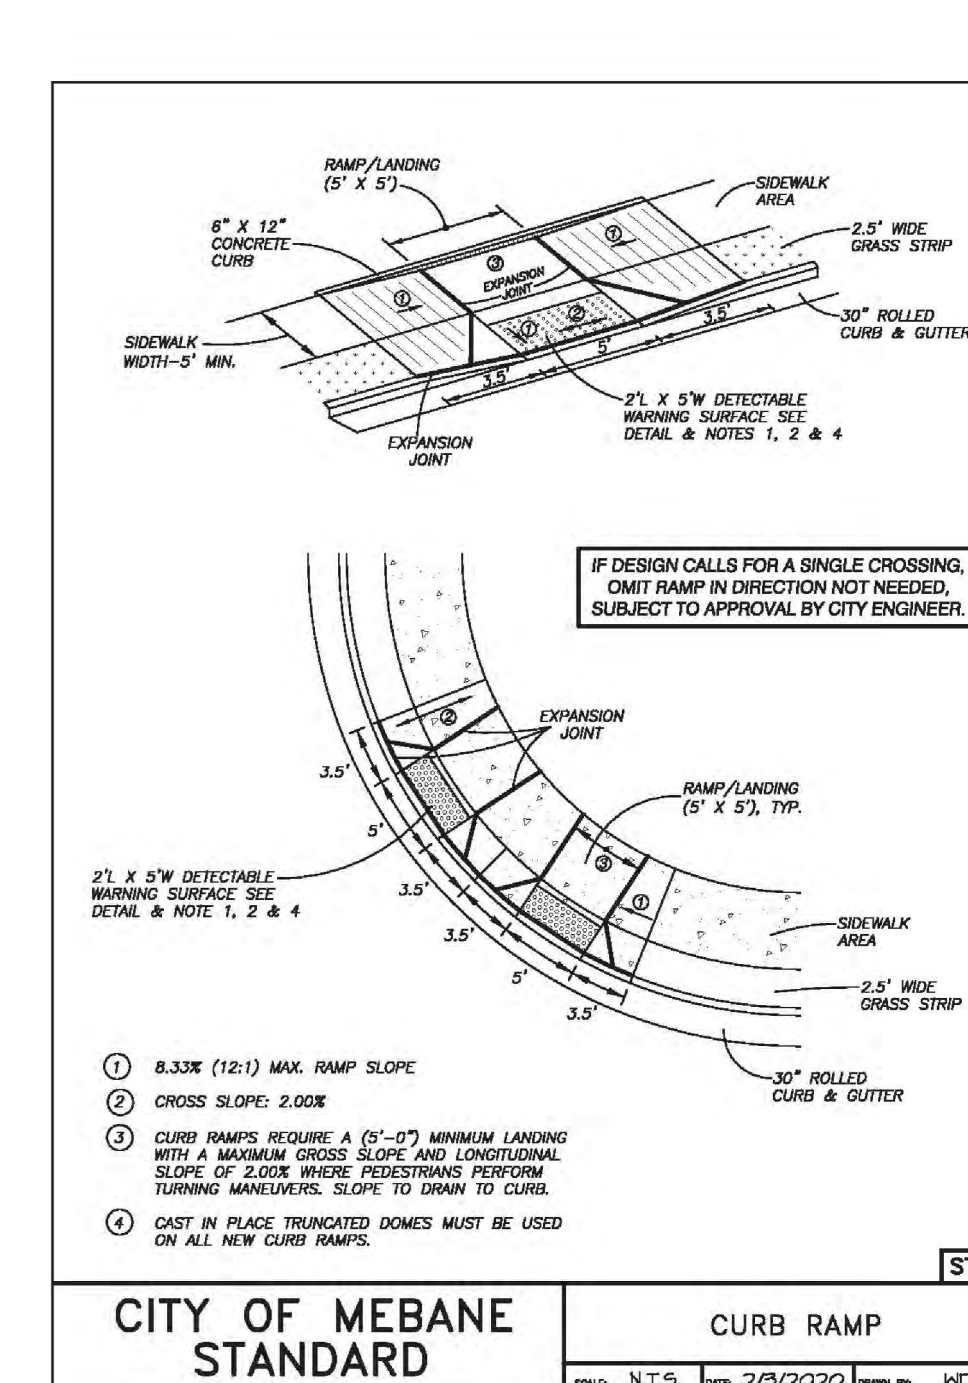 RAMP/LANDING
(5' X 5')
SIDEWALK
AREA
6" X 12"
CONCRETE
CURB
2.5' WIDE
GRASS STRIP
1
3
EXPANSION
JOINT
1
1
2
30" ROLLED
CURB & GUTTER
SIDEWALK
WIDTH-5' MIN.
3.5'
5'
3.5'
2'L X 5'W DETECTABLE
WARNING SURFACE SEE
DETAIL & NOTES 1, 2 & 4
EXPANSION
JOINT
IF DESIGN CALLS FOR A SINGLE CROSSING,
OMIT RAMP IN DIRECTION NOT NEEDED,
SUBJECT TO APPROVAL BY CITY ENGINEER.
2
EXPANSION
JOINT
3.5'
RAMP/LANDING
(5' X 5'), TYP.
5'
3
2'L X 5'W DETECTABLE
WARNING SURFACE SEE
DETAIL & NOTE 1, 2 & 4
3.5'
1
3.5'
SIDEWALK
AREA
5'
2.5' WIDE
GRASS STRIP
3.5'
30" ROLLED
CURB & GUTTER
1 8.33% (12:1) MAX. RAMP SLOPE
2 CROSS SLOPE: 2.00%
3 CURB RAMPS REQUIRE A (5'-0") MINIMUM LANDING
WITH A MAXIMUM GROSS SLOPE AND LONGITUDINAL
SLOPE OF 2.00% WHERE PEDESTRIANS PERFORM
TURNING MANEUVERS. SLOPE TO DRAIN TO CURB.
4 CAST IN PLACE TRUNCATED DOMES MUST BE USED
ON ALL NEW CURB RAMPS.
CITY OF MEBANE
STANDARD
CURB RAMP
SCALE: NTS DATE: 2/3/2020 DRAWN BY: